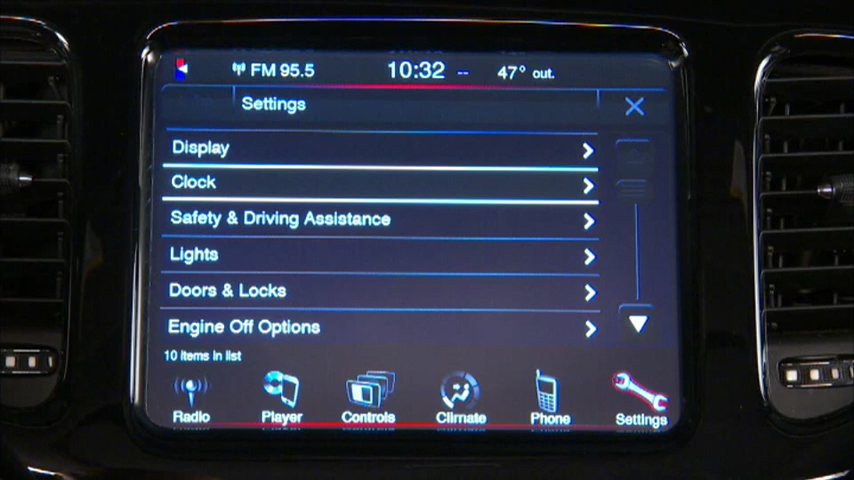 FM 95.5 10:32 -- 47° out.
Settings
Display
Clock
Safety & Driving Assistance
Lights
Doors & Locks
Engine Off Options
10 items in list
Radio Player Controls Climate Phone Settings